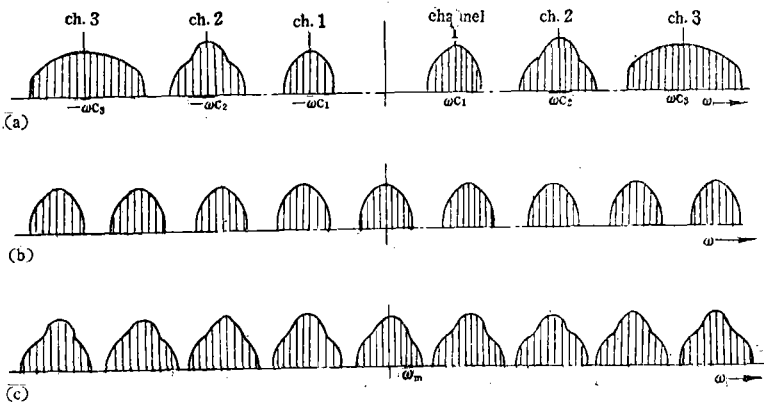 ch. 3 ch. 2 ch. 1 channel 1 ch. 2 ch. 3
−ωC₃ −ωC₂ −ωC₁ ωC₁ ωC₂ ωC₃ ω
(a)
ω
(b)
ωm ω
(c)